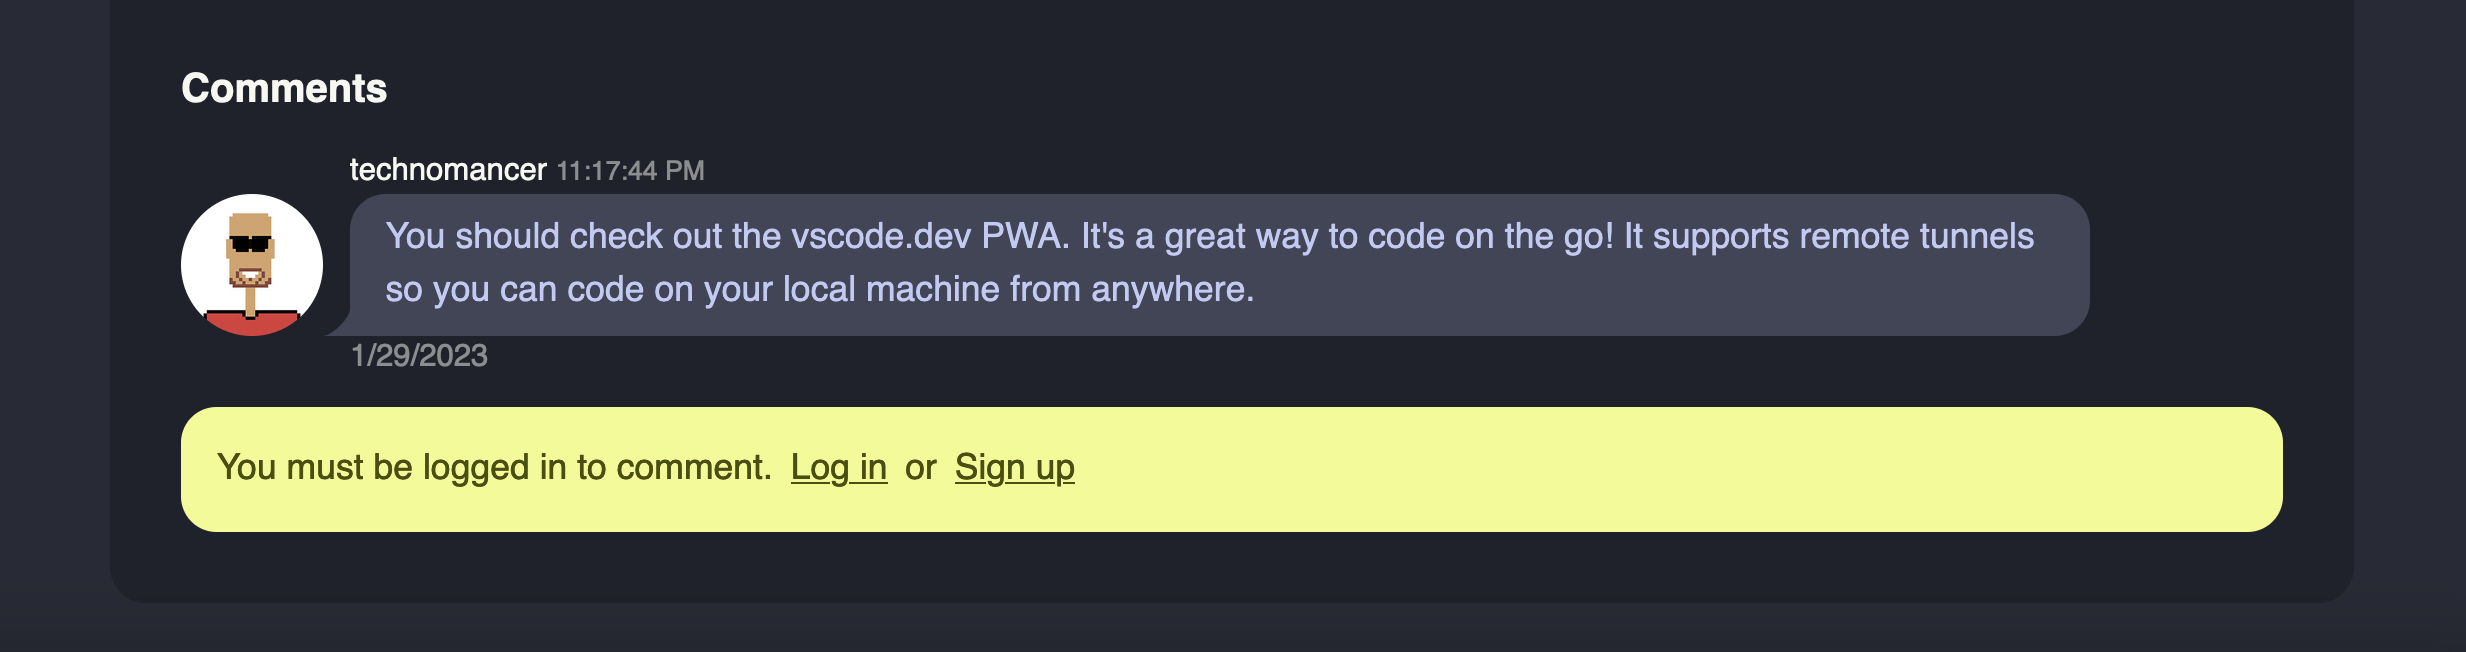 Comments
technomancer 11:17:44 PM
You should check out the vscode.dev PWA. It's a great way to code on the go! It supports remote tunnels
so you can code on your local machine from anywhere.
1/29/2023
You must be logged in to comment. Log in or Sign up